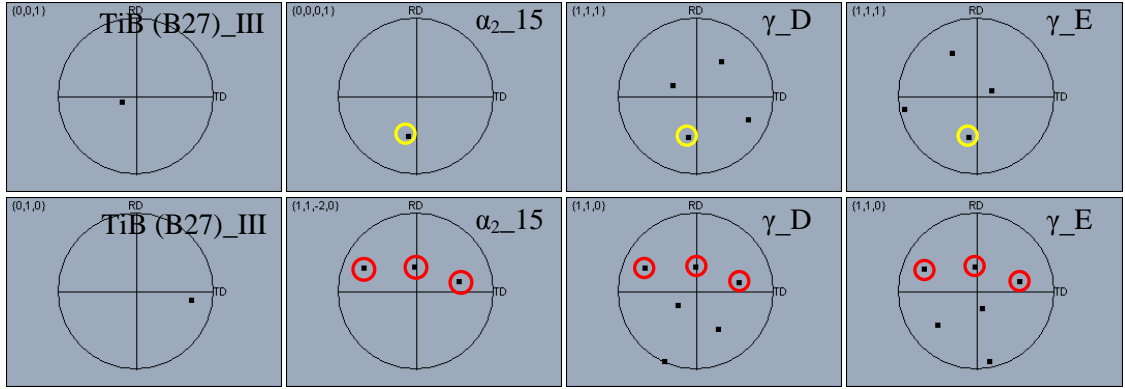 {0,0,1} RD TiB (B27)_III TD
{0,0,0,1} RD α₂_15 TD
{1,1,1} RD γ_D TD
{1,1,1} RD γ_E TD
{0,1,0} RD TiB (B27)_III TD
{1,1,-2,0} RD α₂_15 TD
{1,1,0} RD γ_D TD
{1,1,0} RD γ_E TD